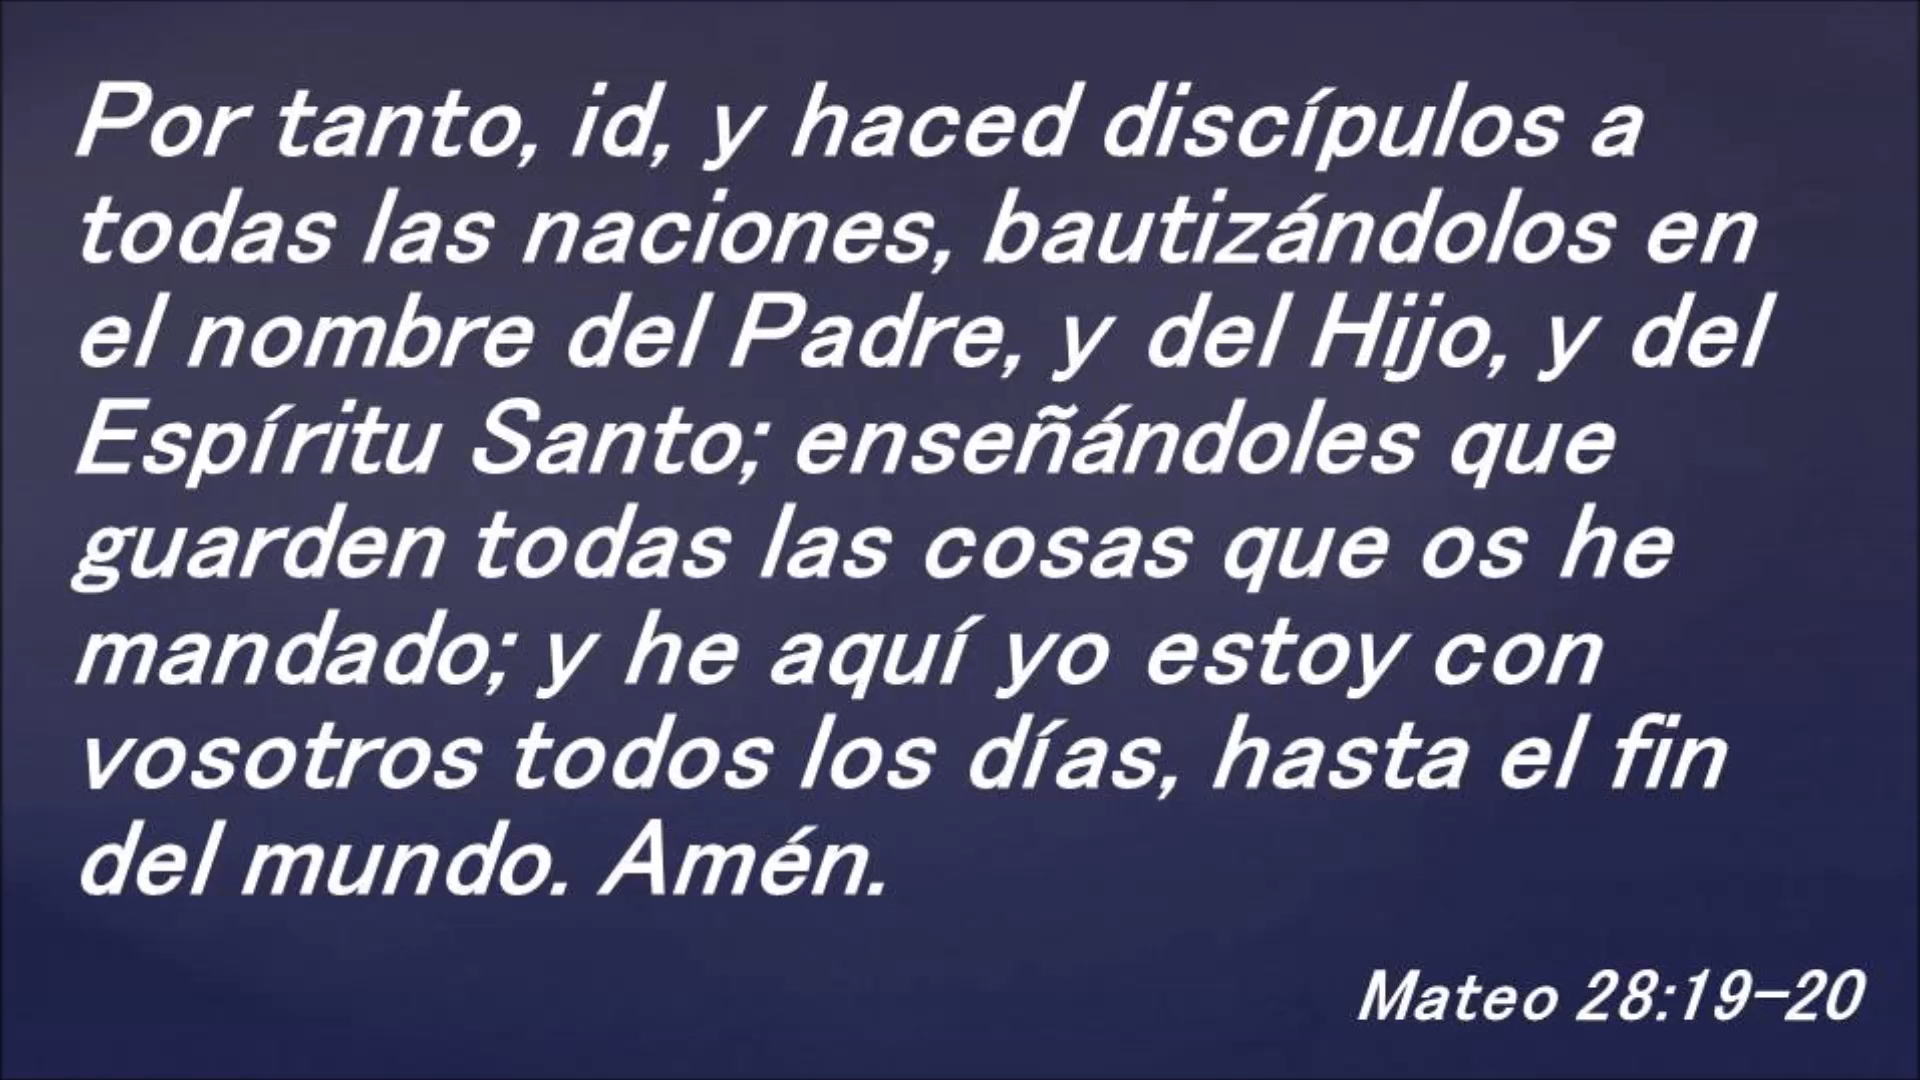 Por tanto, id, y haced discípulos a
todas las naciones, bautizándolos en
el nombre del Padre, y del Hijo, y del
Espíritu Santo; enseñándoles que
guarden todas las cosas que os he
mandado; y he aquí yo estoy con
vosotros todos los días, hasta el fin
del mundo. Amén.
Mateo 28:19-20